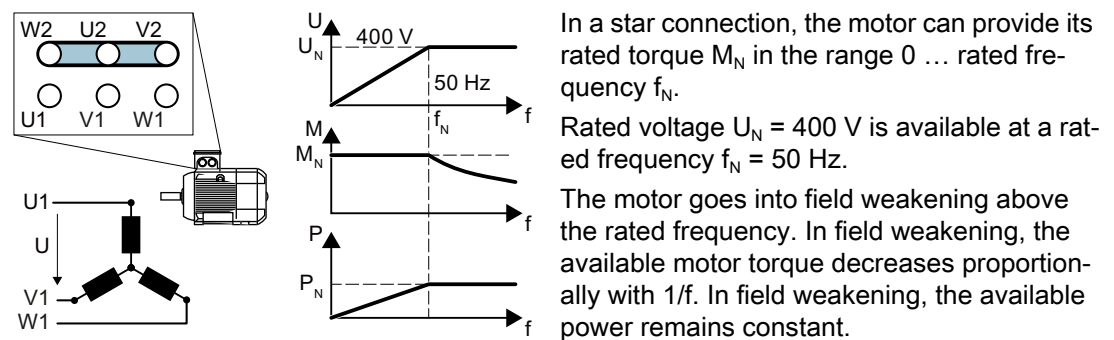 W2 U2 V2
U1 V1 W1
U1
U
V1
W1
U
U_N
400 V
50 Hz
f
f_N
M
M_N
f
P
P_N
f
In a star connection, the motor can provide its
rated torque M_N in the range 0 … rated fre-
quency f_N.
Rated voltage U_N = 400 V is available at a rat-
ed frequency f_N = 50 Hz.
The motor goes into field weakening above
the rated frequency. In field weakening, the
available motor torque decreases proportion-
ally with 1/f. In field weakening, the available
power remains constant.